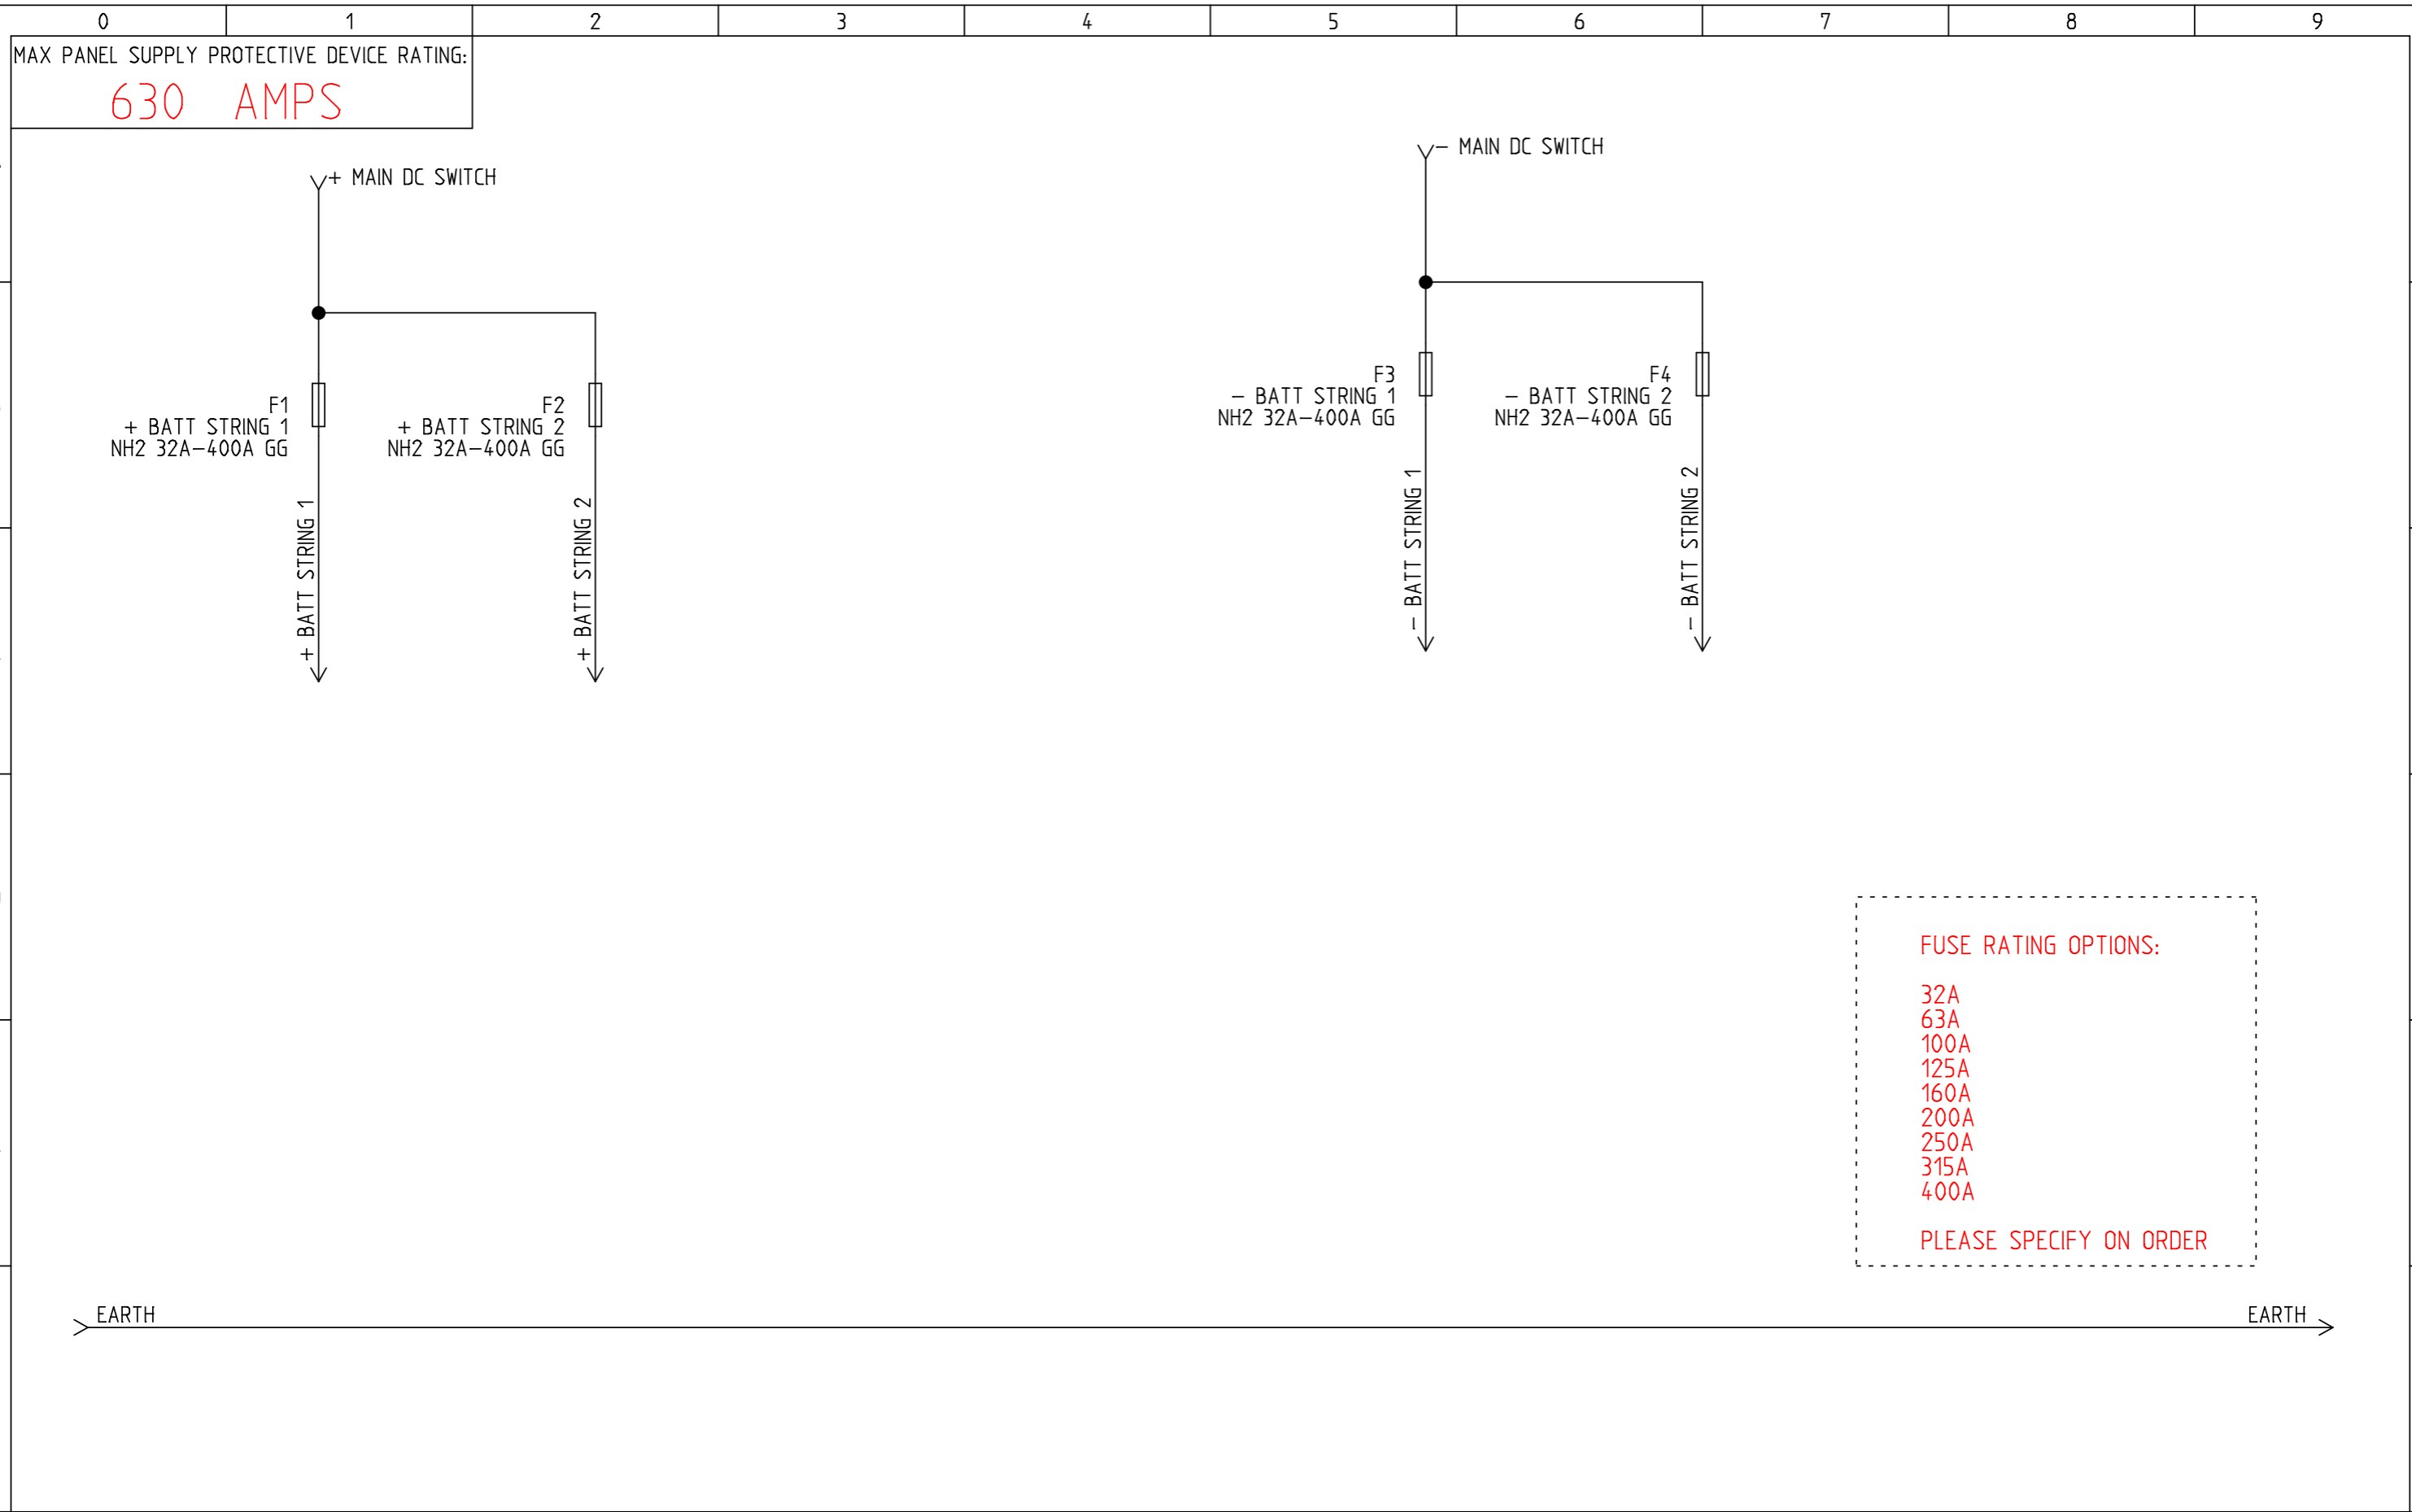 0 1 2 3 4 5 6 7 8 9
MAX PANEL SUPPLY PROTECTIVE DEVICE RATING:
630 AMPS
+ MAIN DC SWITCH
- MAIN DC SWITCH
F1
+ BATT STRING 1
NH2 32A-400A GG
F2
+ BATT STRING 2
NH2 32A-400A GG
F3
- BATT STRING 1
NH2 32A-400A GG
F4
- BATT STRING 2
NH2 32A-400A GG
+ BATT STRING 1
+ BATT STRING 2
- BATT STRING 1
- BATT STRING 2
FUSE RATING OPTIONS:
32A
63A
100A
125A
160A
200A
250A
315A
400A
PLEASE SPECIFY ON ORDER
EARTH
EARTH